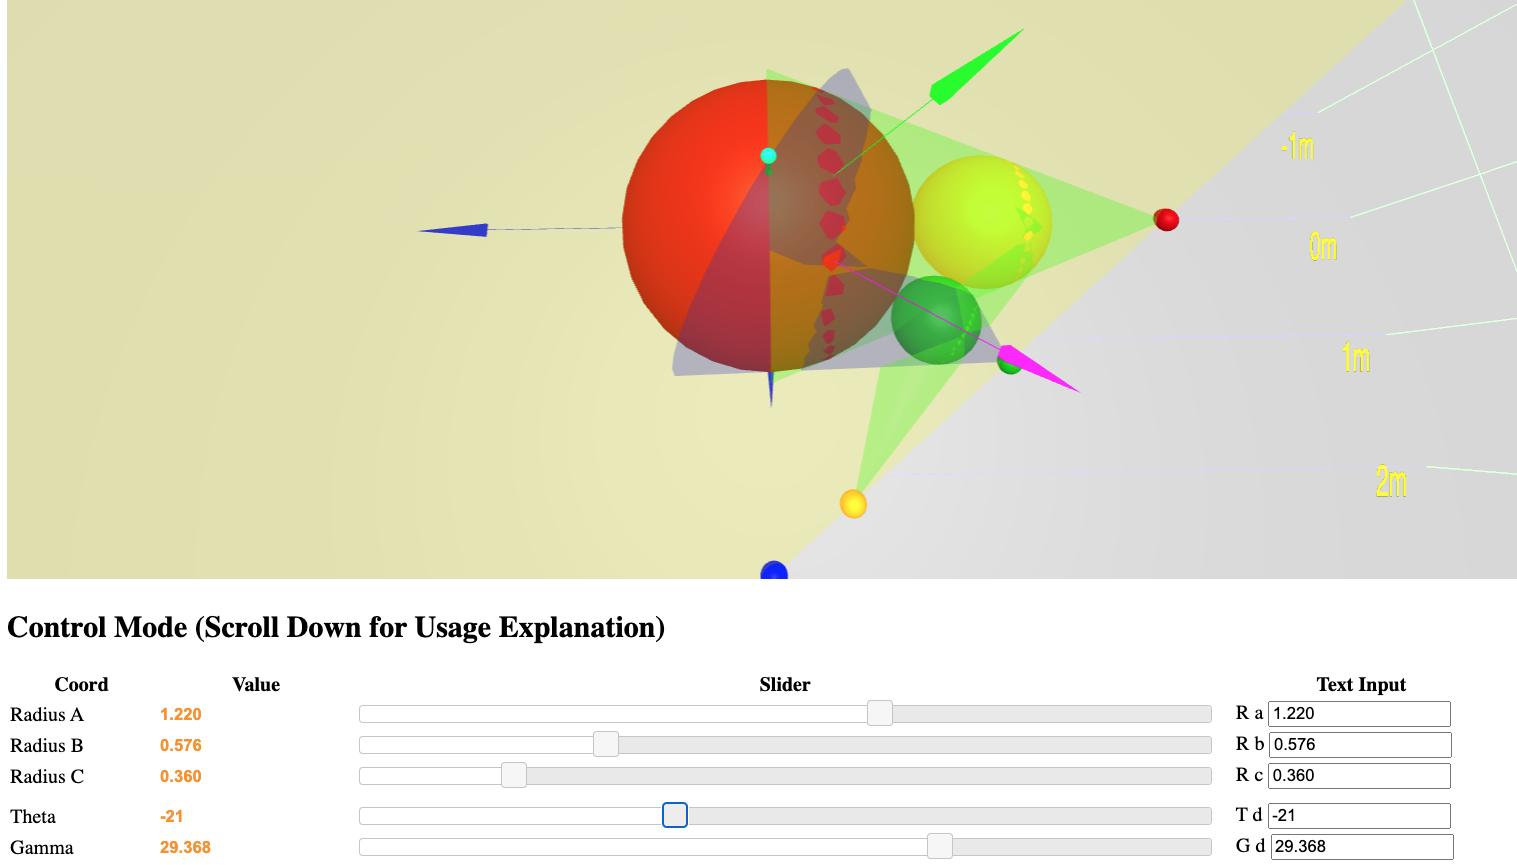 -1m
0m
1m
2m
Control Mode (Scroll Down for Usage Explanation)
Coord Value Slider Text Input
Radius A 1.220 R a 1.220
Radius B 0.576 R b 0.576
Radius C 0.360 R c 0.360
Theta -21 T d -21
Gamma 29.368 G d 29.368